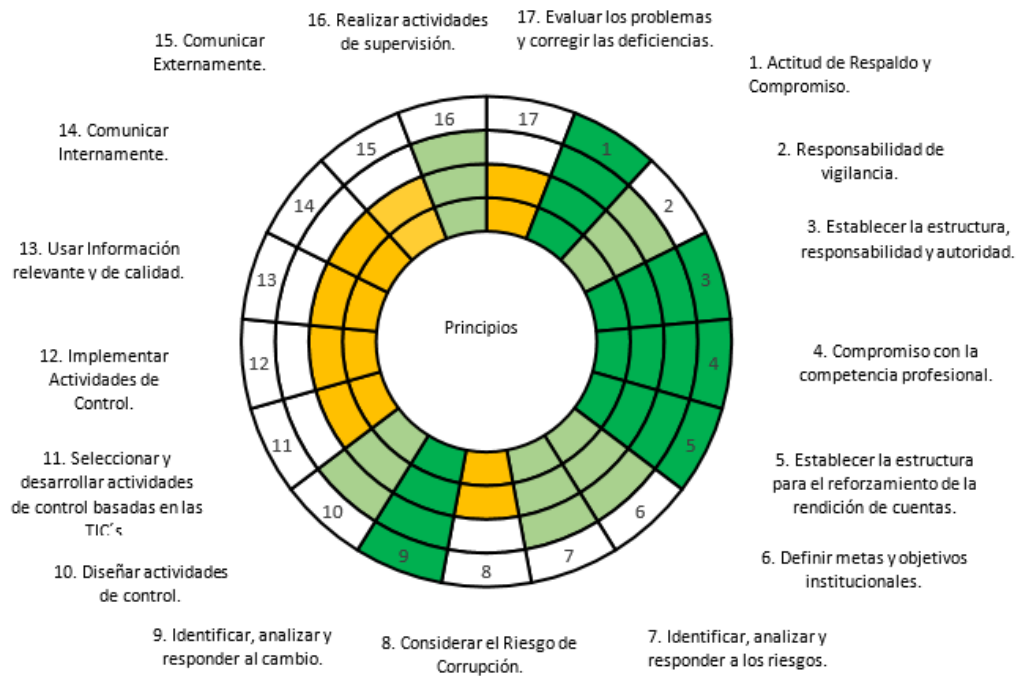 16. Realizar actividades
de supervisión.
17. Evaluar los problemas
y corregir las deficiencias.
15. Comunicar
Externamente.
1. Actitud de Respaldo y
Compromiso.
14. Comunicar
Internamente.
2. Responsabilidad de
vigilancia.
13. Usar Información
relevante y de calidad.
3. Establecer la estructura,
responsabilidad y autoridad.
12. Implementar
Actividades de
Control.
4. Compromiso con la
competencia profesional.
11. Seleccionar y
desarrollar actividades
de control basadas en las
TIC´s
5. Establecer la estructura
para el reforzamiento de la
rendición de cuentas.
10. Diseñar actividades
de control.
6. Definir metas y objetivos
institucionales.
9. Identificar, analizar y
responder al cambio.
8. Considerar el Riesgo de
Corrupción.
7. Identificar, analizar y
responder a los riesgos.
Principios
1
2
3
4
5
6
7
8
9
10
11
12
13
14
15
16
17